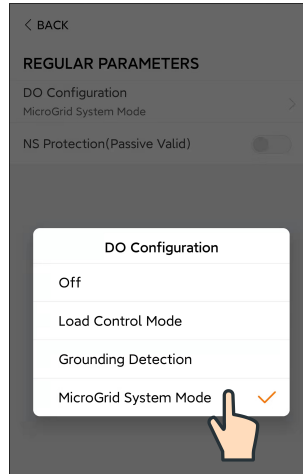 < BACK
REGULAR PARAMETERS
DO Configuration
MicroGrid System Mode
NS Protection(Passive Valid)
DO Configuration
Off
Load Control Mode
Grounding Detection
MicroGrid System Mode